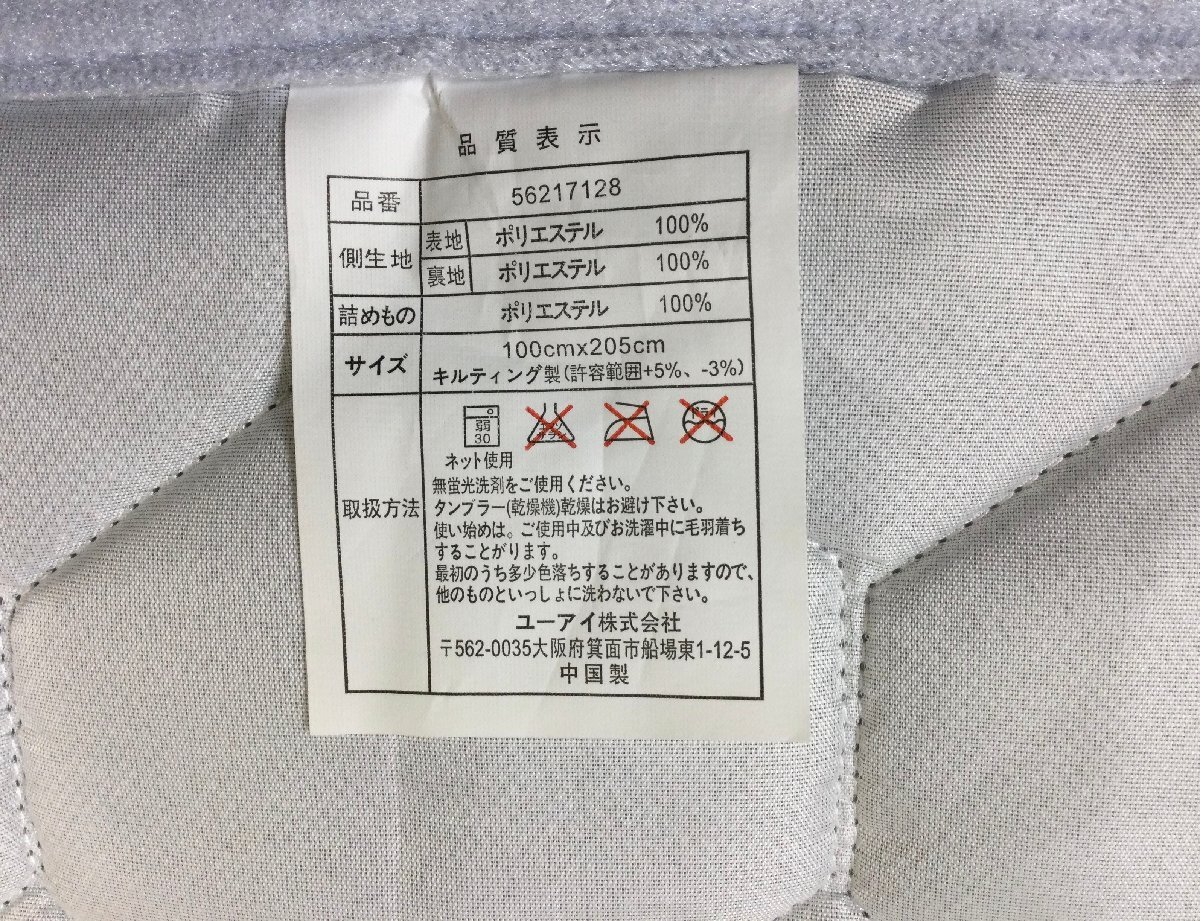 品質表示
品番 56217128
側生地 表地 ポリエステル 100%
裏地 ポリエステル 100%
詰めもの ポリエステル 100%
サイズ 100cmx205cm
キルティング製(許容範囲+5%、-3%)
弱
30
ドライ
ネット使用
取扱方法
無蛍光洗剤をご使用ください。
タンブラー(乾燥機)乾燥はお避け下さい。
使い始めは。ご使用中及びお洗濯中に毛羽着ち
することがります。
最初のうち多少色落ちすることがありますので、
他のものといっしょに洗わないで下さい。
ユーアイ株式会社
〒562-0035大阪府箕面市船場東1-12-5
中国製